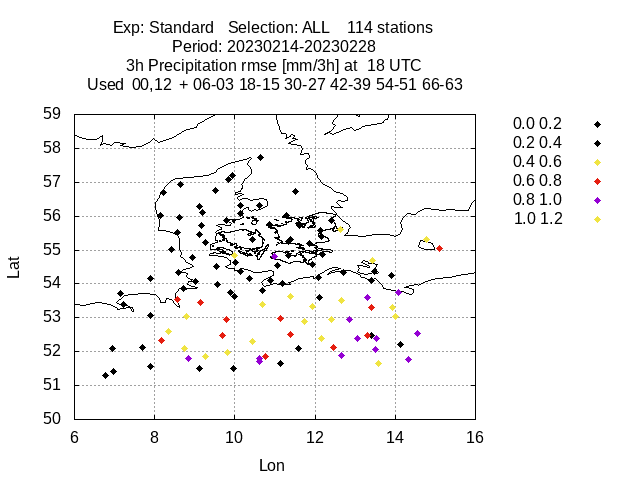 Exp: Standard Selection: ALL 114 stations
Period: 20230214-20230228
3h Precipitation rmse [mm/3h] at 18 UTC
Used 00,12 + 06-03 18-15 30-27 42-39 54-51 66-63
59
58
57
56
55
54
53
52
51
50
6 8 10 12 14 16
Lat
Lon
0.0 0.2
0.2 0.4
0.4 0.6
0.6 0.8
0.8 1.0
1.0 1.2